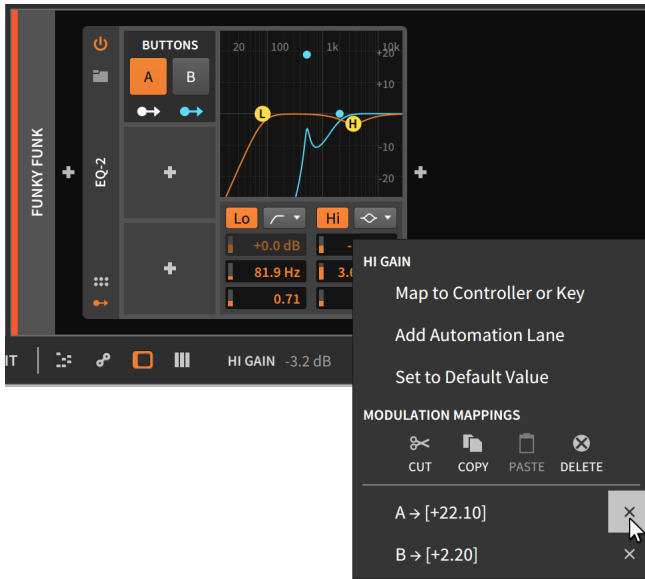 FUNKY FUNK
EQ-2
BUTTONS
A B
20 100 1k 10k
+20
+10
-10
-20
L
H
Lo Hi
+0.0 dB -
81.9 Hz 3.
0.71
IT HI GAIN -3.2 dB
HI GAIN
Map to Controller or Key
Add Automation Lane
Set to Default Value
MODULATION MAPPINGS
CUT COPY PASTE DELETE
A → [+22.10] ×
B → [+2.20] ×